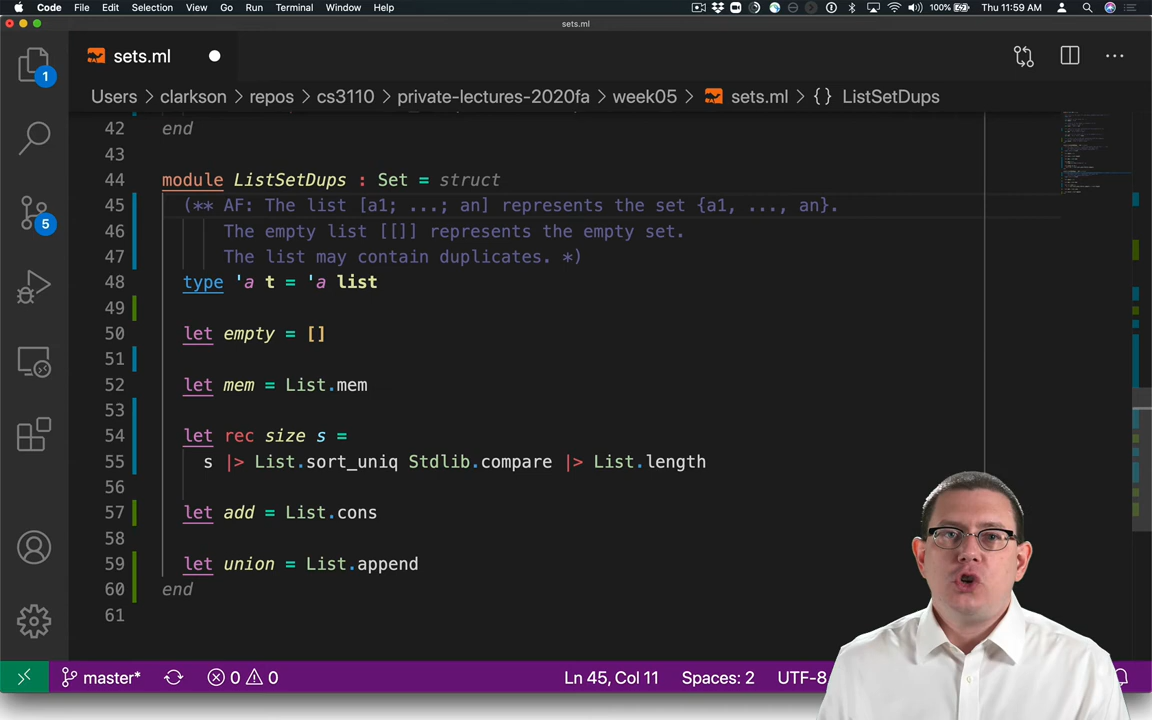 Code File Edit Selection View Go Run Terminal Window Help 100% Thu 11:59 AM
sets.ml
1 sets.ml
Users > clarkson > repos > cs3110 > private-lectures-2020fa > week05 > sets.ml > {} ListSetDups
42 end
43
44 module ListSetDups : Set = struct
45 (** AF: The list [a1; ...; an] represents the set {a1, ..., an}.
46 The empty list [[]] represents the empty set.
47 The list may contain duplicates. *)
48 type 'a t = 'a list
49
50 let empty = []
51
52 let mem = List.mem
53
54 let rec size s =
55 s |> List.sort_uniq Stdlib.compare |> List.length
56
57 let add = List.cons
58
59 let union = List.append
60 end
61
5
master* 0 0 Ln 45, Col 11 Spaces: 2 UTF-8